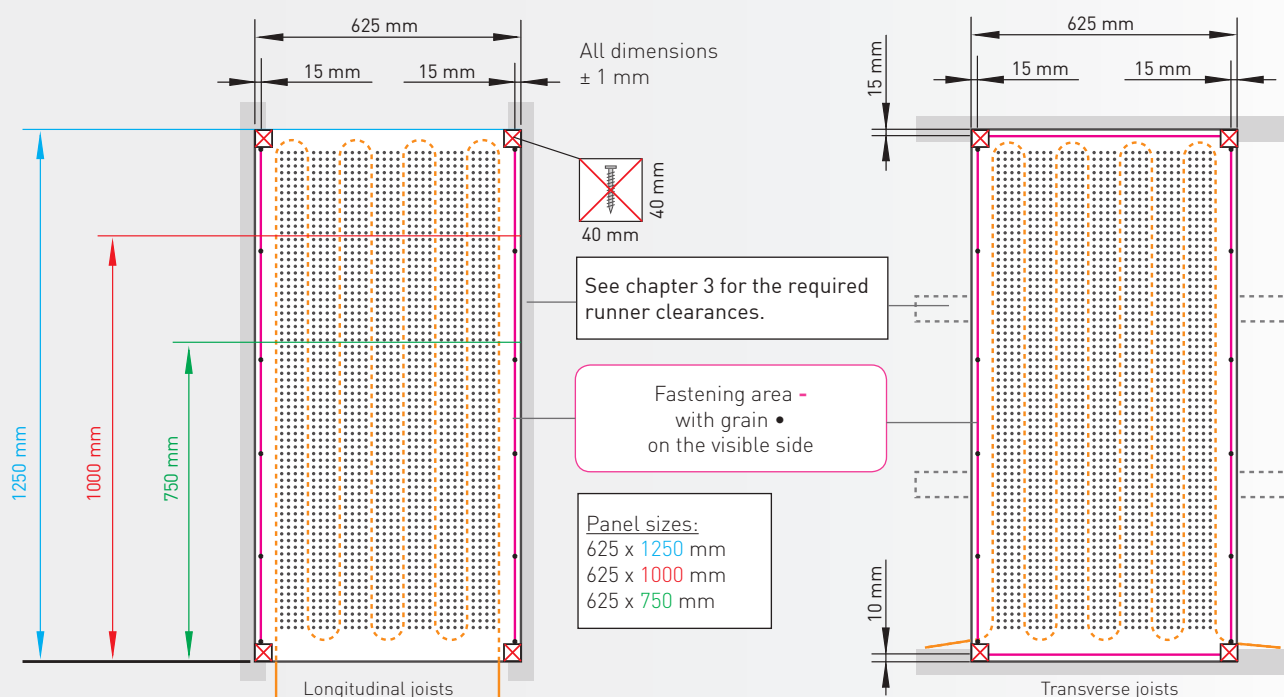 625 mm
15 mm
15 mm
All dimensions
± 1 mm
40 mm
40 mm
1250 mm
1000 mm
750 mm
See chapter 3 for the required
runner clearances.
Fastening area -
with grain •
on the visible side
Panel sizes:
625 x 1250 mm
625 x 1000 mm
625 x 750 mm
Longitudinal joists
625 mm
15 mm
15 mm
15 mm
10 mm
Transverse joists